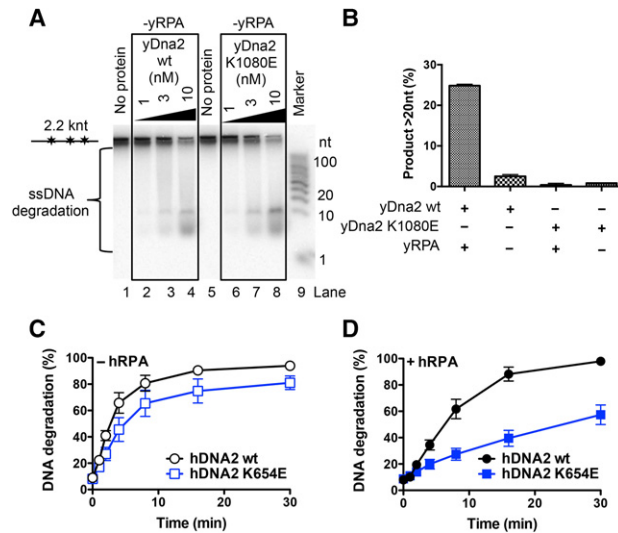 A
-yRPA
-yRPA
No protein
yDna2
wt
(nM)
1 3 10
No protein
yDna2
K1080E
(nM)
1 3 10
Marker
2.2 knt
nt
100
20
10
1
ssDNA
degradation
1 2 3 4 5 6 7 8 9 Lane
B
Product >20nt (%)
30
20
10
0
yDna2 wt + + – –
yDna2 K1080E – – + +
yRPA + – + –
C
– hRPA
DNA degradation (%)
100
80
60
40
20
0
0 10 20 30
Time (min)
hDNA2 wt
hDNA2 K654E
D
+ hRPA
DNA degradation (%)
100
80
60
40
20
0
0 10 20 30
Time (min)
hDNA2 wt
hDNA2 K654E